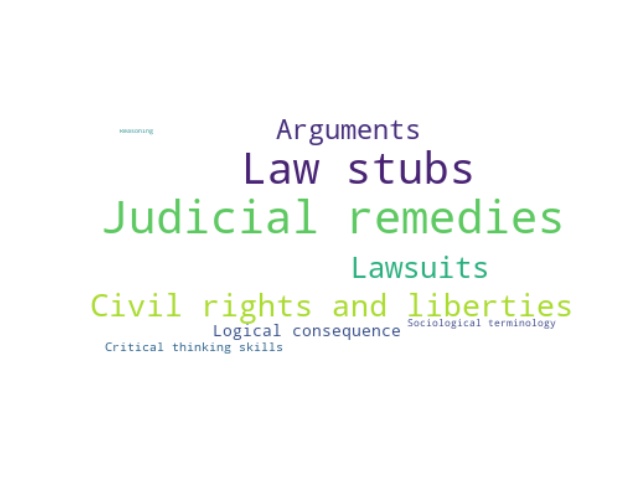 Arguments
Reasoning
Law stubs
Judicial remedies
Lawsuits
Civil rights and liberties
Sociological terminology
Logical consequence
Critical thinking skills